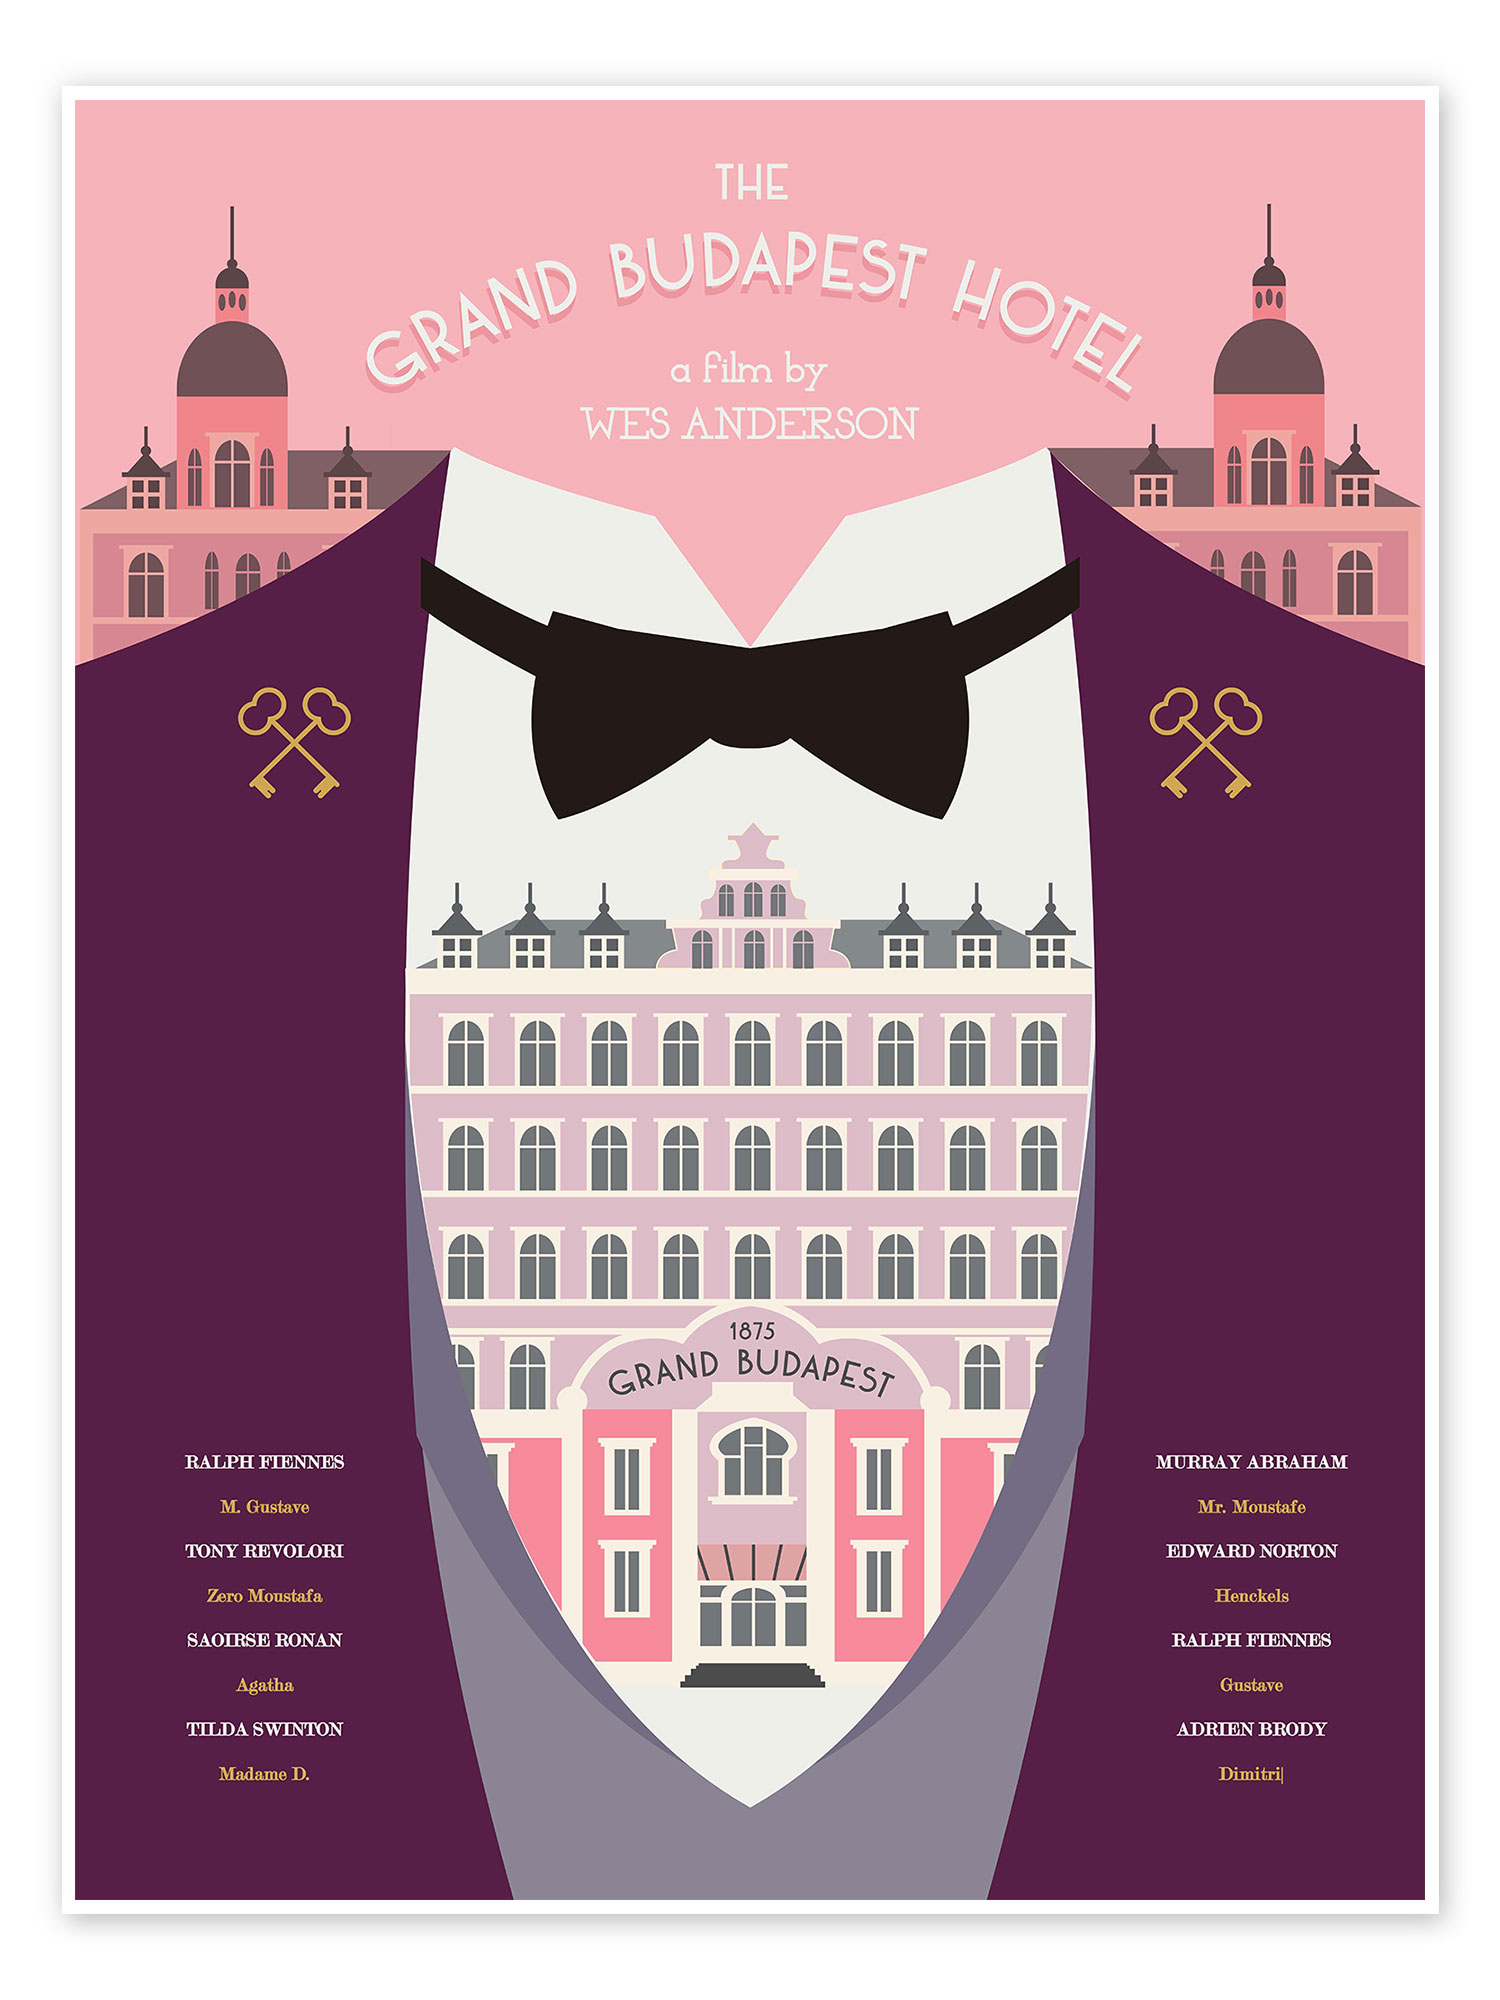 THE
GRAND BUDAPEST HOTEL
a film by
WES ANDERSON
1875
GRAND BUDAPEST
RALPH FIENNES
M. Gustave
TONY REVOLORI
Zero Moustafa
SAOIRSE RONAN
Agatha
TILDA SWINTON
Madame D.
MURRAY ABRAHAM
Mr. Moustafe
EDWARD NORTON
Henckels
RALPH FIENNES
Gustave
ADRIEN BRODY
Dimitri|